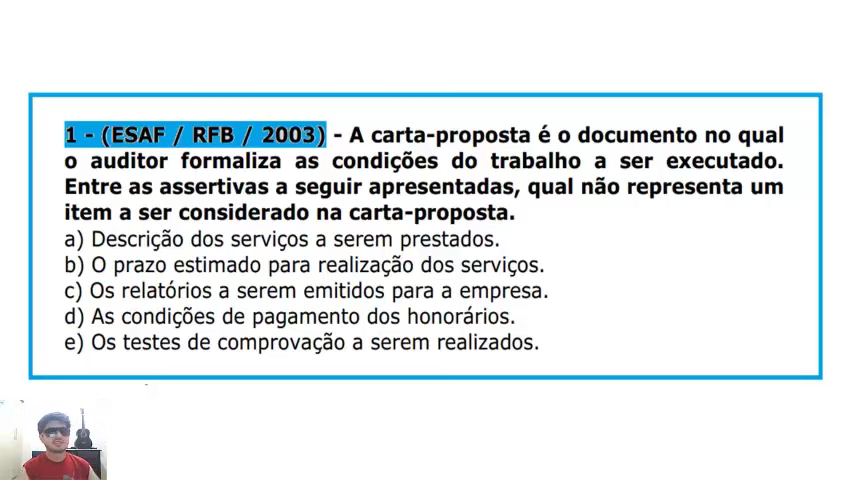 1 - (ESAF / RFB / 2003) - A carta-proposta é o documento no qual
o auditor formaliza as condições do trabalho a ser executado.
Entre as assertivas a seguir apresentadas, qual não representa um
item a ser considerado na carta-proposta.
a) Descrição dos serviços a serem prestados.
b) O prazo estimado para realização dos serviços.
c) Os relatórios a serem emitidos para a empresa.
d) As condições de pagamento dos honorários.
e) Os testes de comprovação a serem realizados.